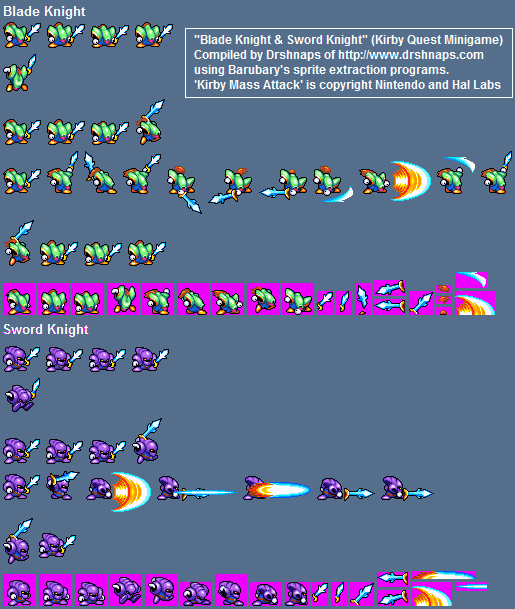 Blade Knight
"Blade Knight & Sword Knight" (Kirby Quest Minigame)
Compiled by Drshnaps of http://www.drshnaps.com
using Barubary's sprite extraction programs.
'Kirby Mass Attack' is copyright Nintendo and Hal Labs
Sword Knight